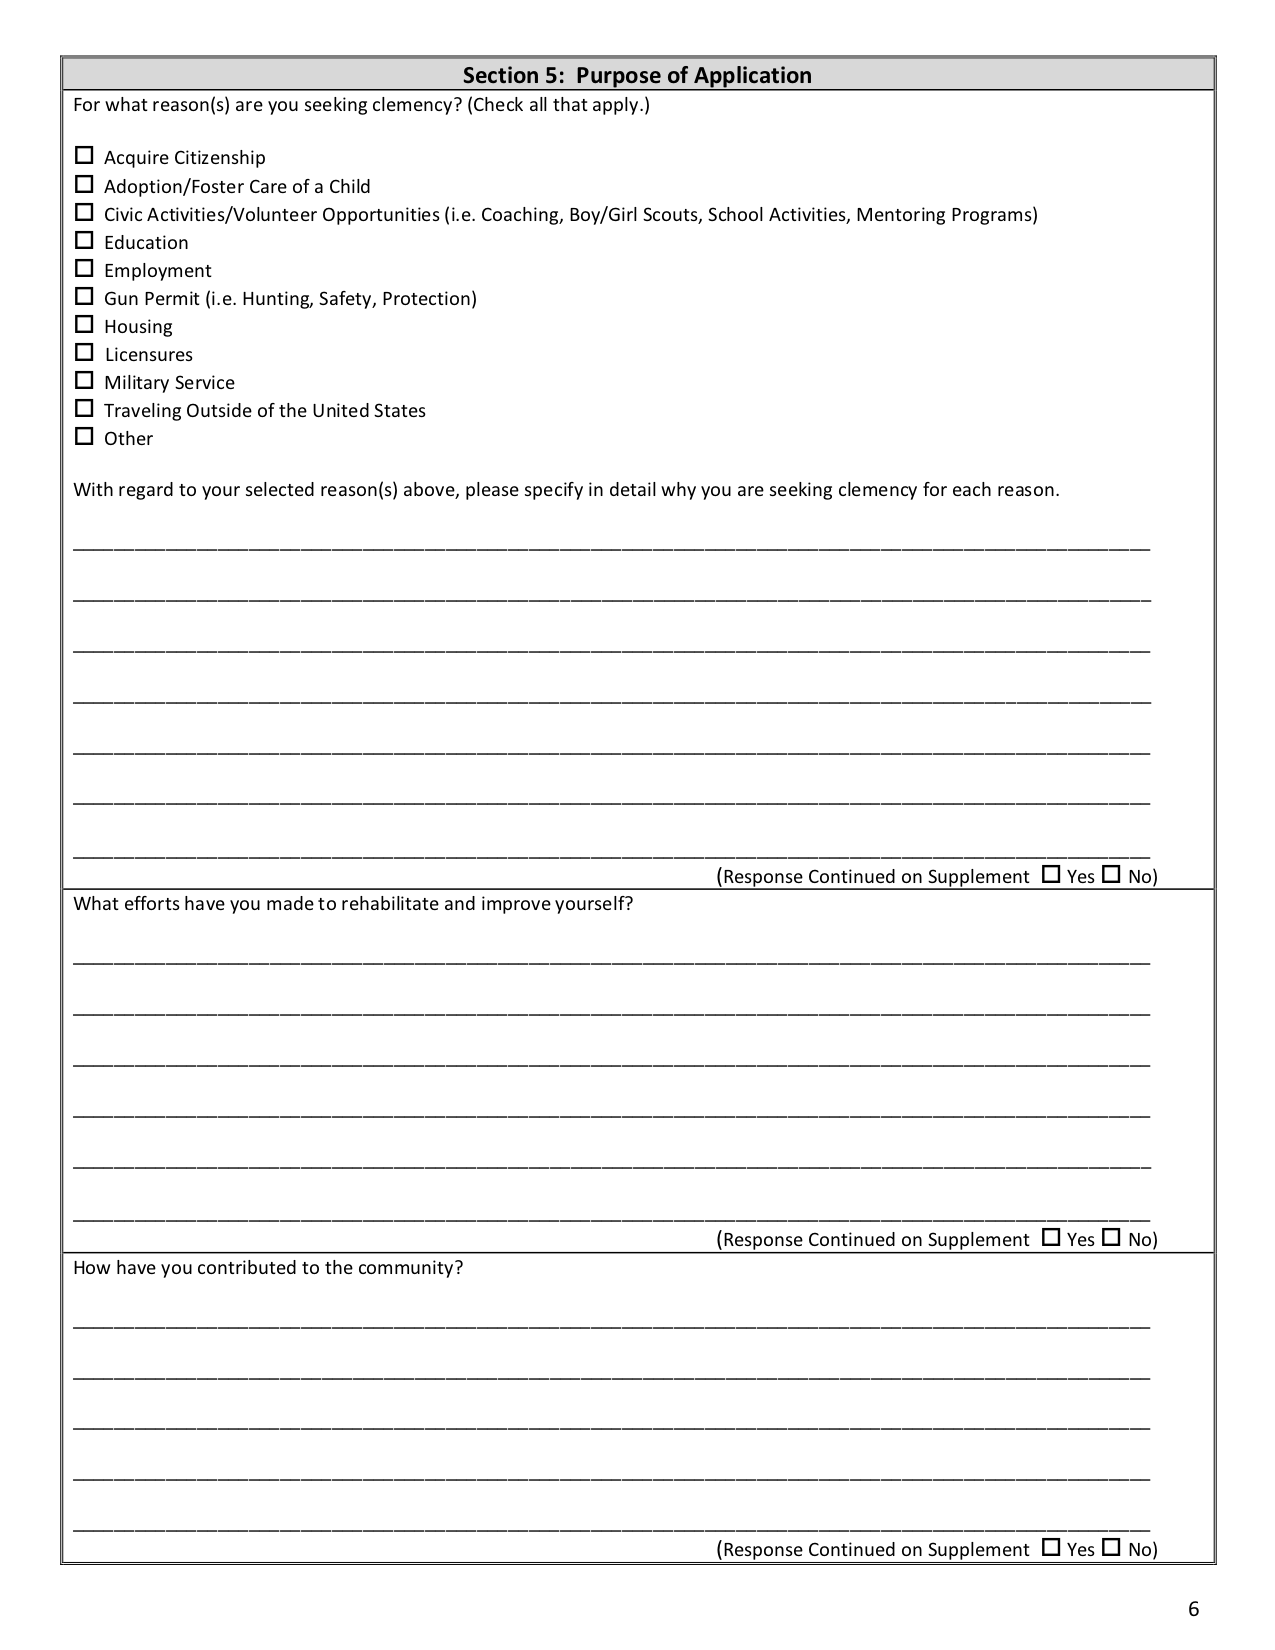 Section 5:  Purpose of Application
For what reason(s) are you seeking clemency? (Check all that apply.)
☐ Acquire Citizenship
☐ Adoption/Foster Care of a Child
☐ Civic Activities/Volunteer Opportunities (i.e. Coaching, Boy/Girl Scouts, School Activities, Mentoring Programs)
☐ Education
☐ Employment
☐ Gun Permit (i.e. Hunting, Safety, Protection)
☐ Housing
☐ Licensures
☐ Military Service
☐ Traveling Outside of the United States
☐ Other
With regard to your selected reason(s) above, please specify in detail why you are seeking clemency for each reason.
(Response Continued on Supplement ☐ Yes ☐ No)
What efforts have you made to rehabilitate and improve yourself?
(Response Continued on Supplement ☐ Yes ☐ No)
How have you contributed to the community?
(Response Continued on Supplement ☐ Yes ☐ No)
6